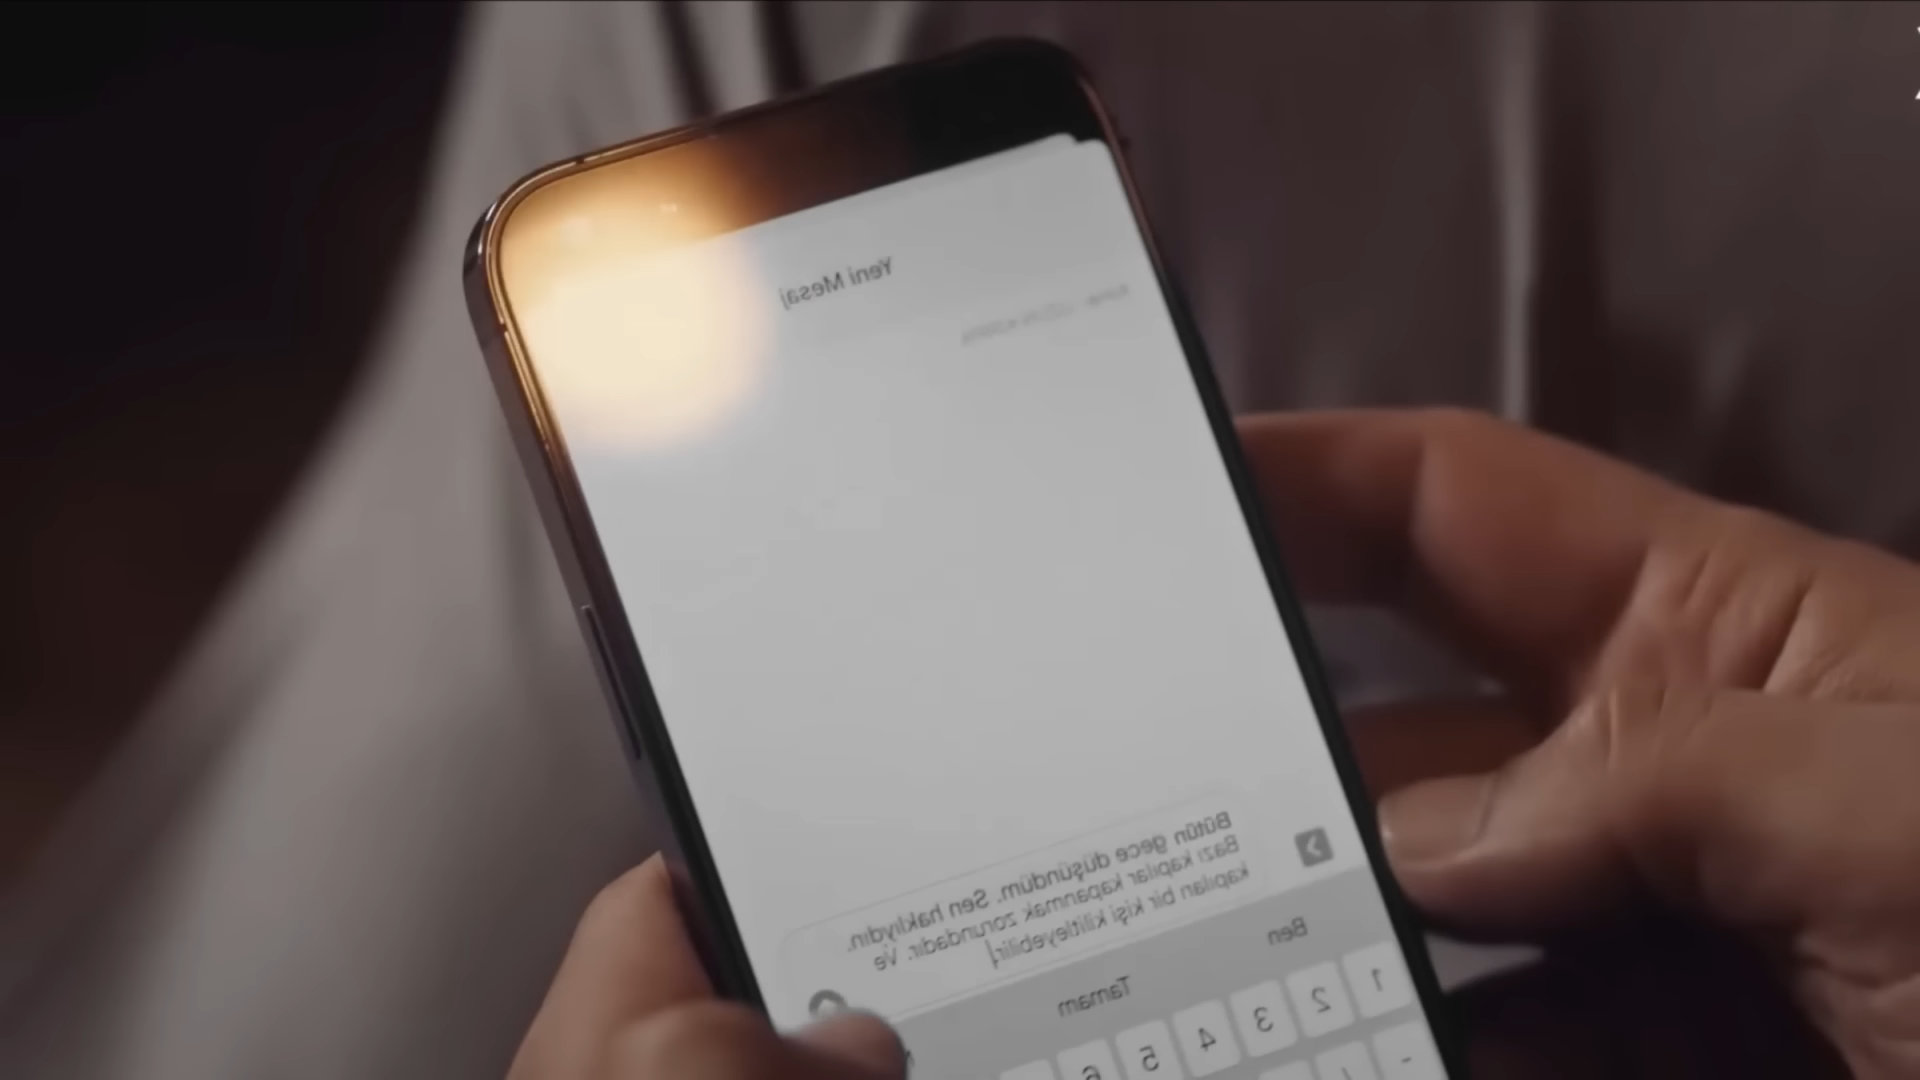 Yeni Mesaj
Bütün gece düşündüm. Sen haklıydın.
Bazı kapılar kapanmak zorundadır. Ve
kapıları bir kişi kilitleyebilir.
Ben
Tamam
1 2 3 4 5 6
- /